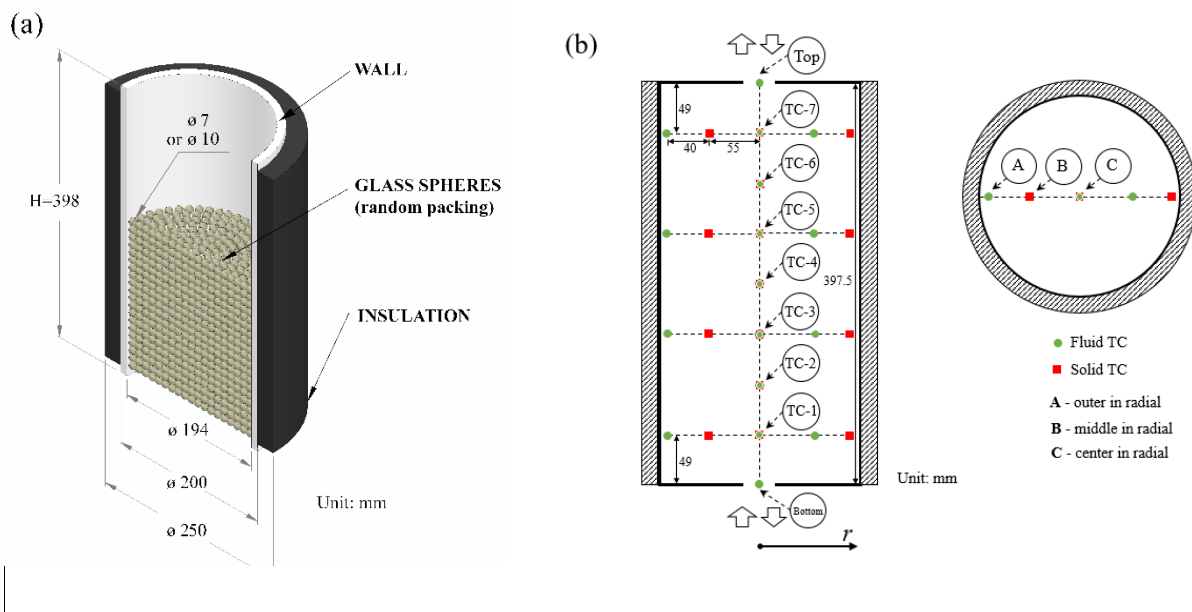 (a)
WALL
ø 7
or ø 10
H=398
GLASS SPHERES
(random packing)
INSULATION
ø 194
ø 200
ø 250
Unit: mm
(b)
Top
49
TC-7
40
55
TC-6
TC-5
TC-4
397.5
TC-3
TC-2
TC-1
49
Unit: mm
Bottom
r
A
B
C
Fluid TC
Solid TC
A - outer in radial
B - middle in radial
C - center in radial